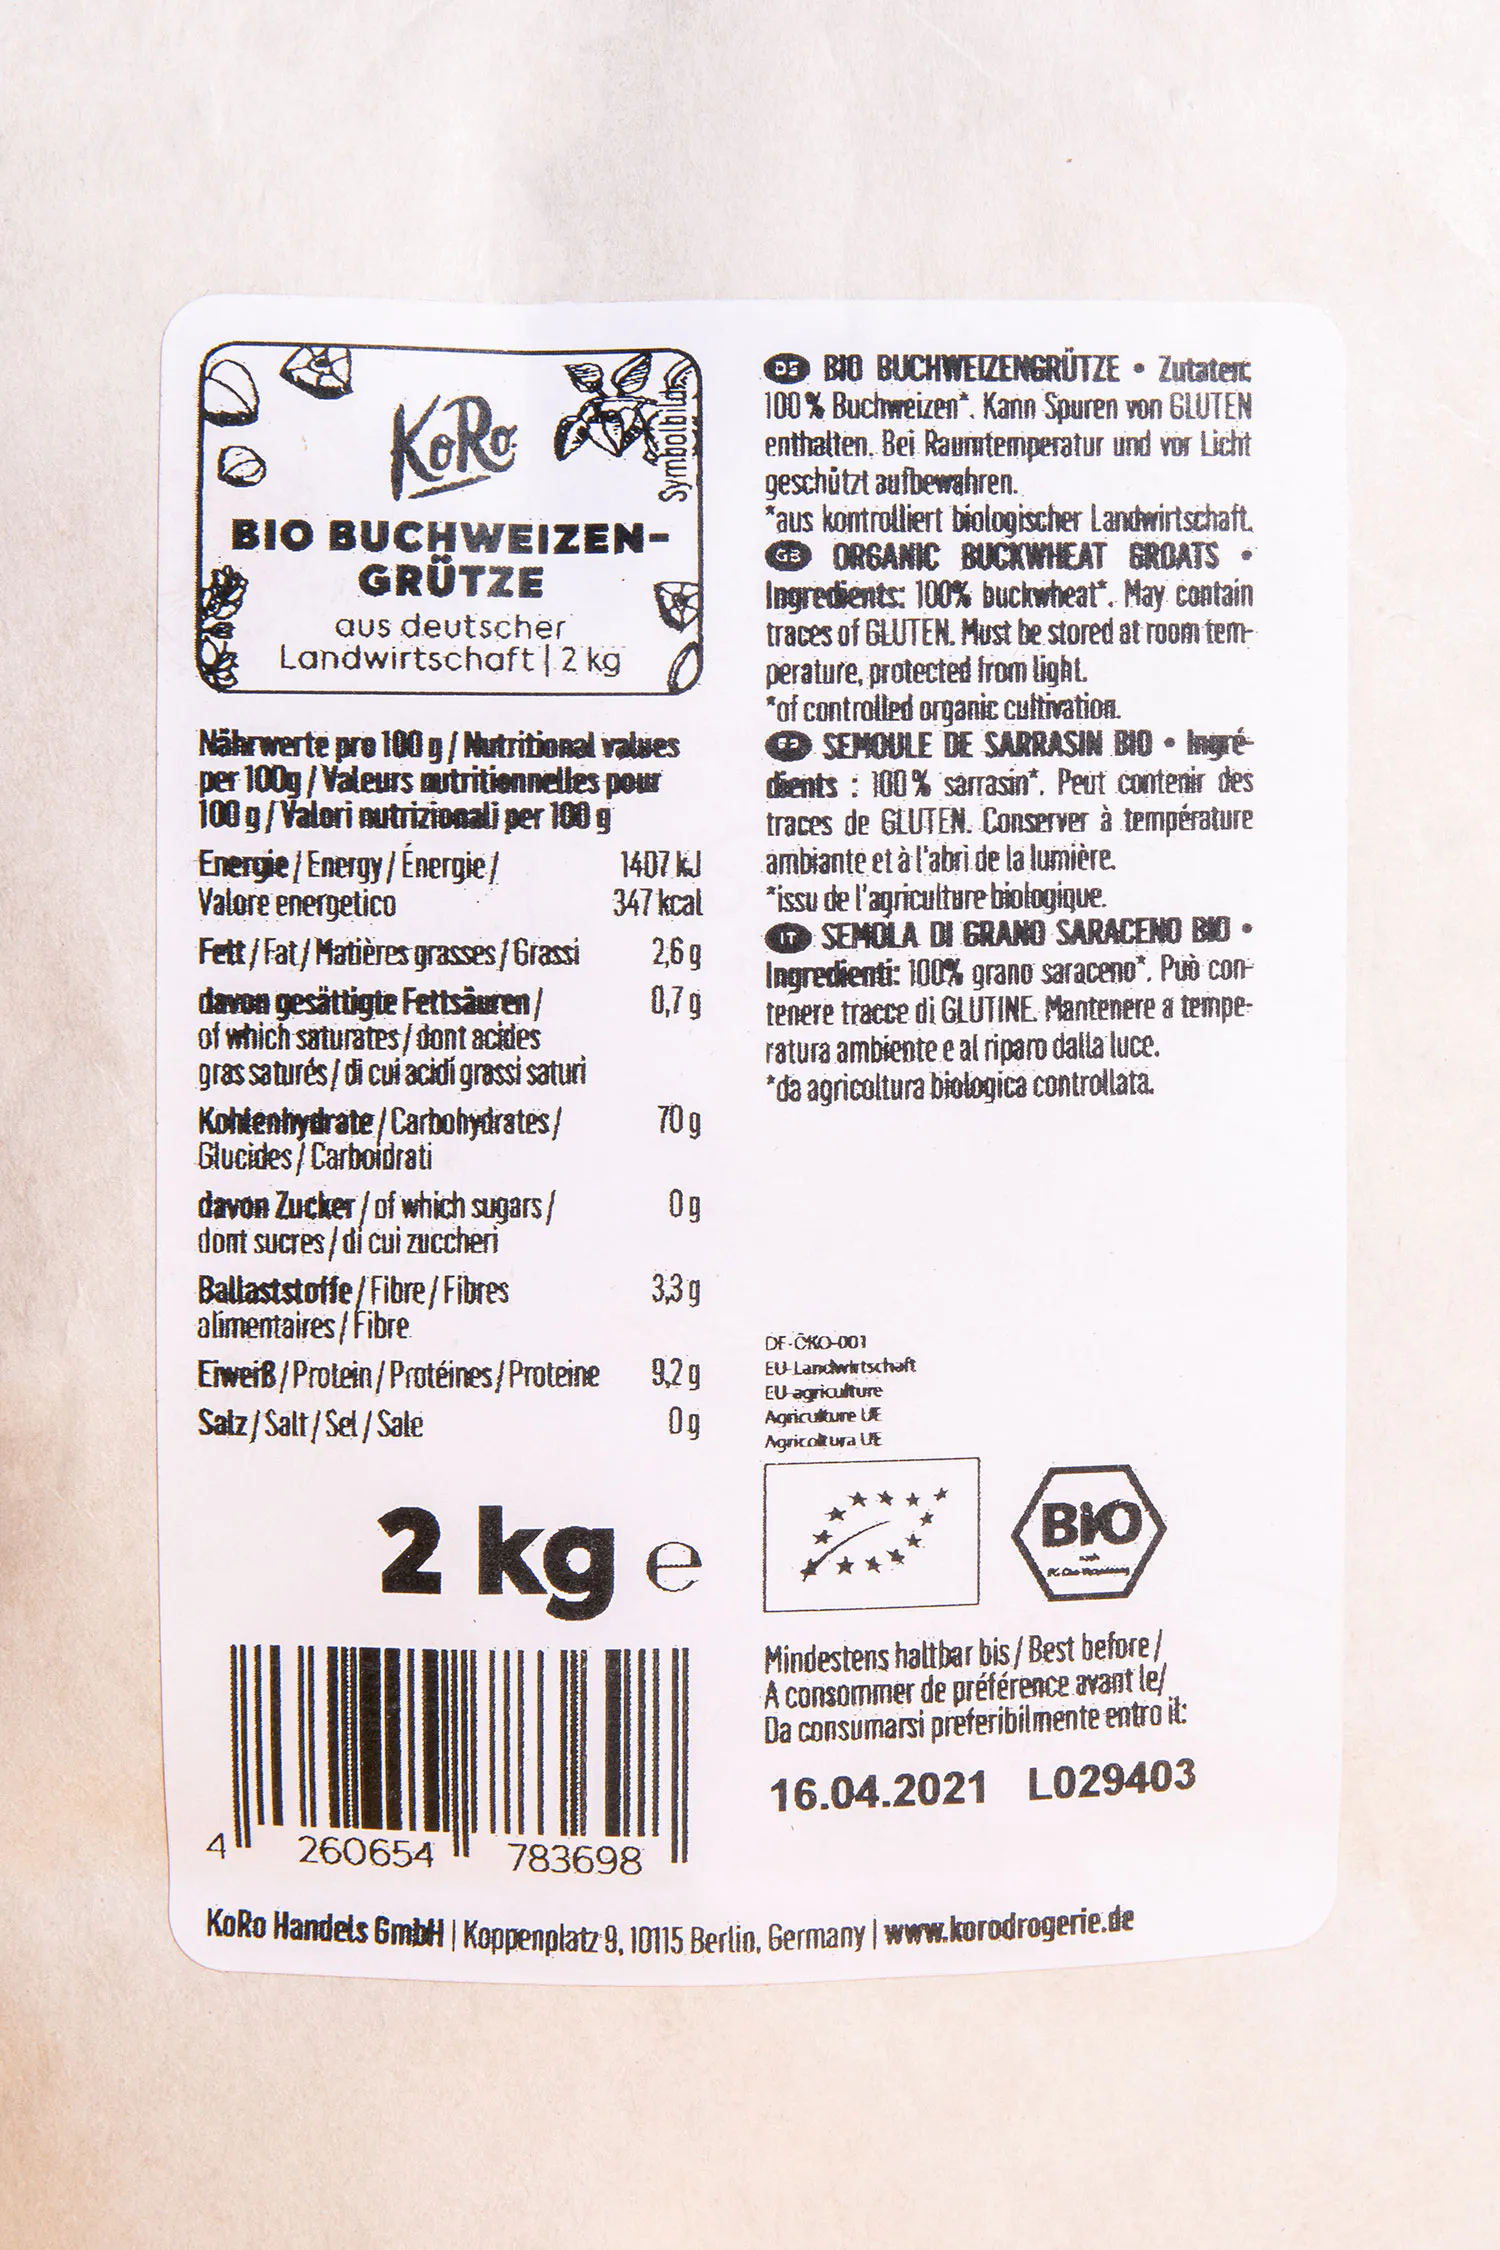 KoRo
Symbolbild
BIO BUCHWEIZEN-
GRÜTZE
aus deutscher
Landwirtschaft | 2 kg
Nährwerte pro 100 g / Nutritional values
per 100g / Valeurs nutritionnelles pour
100 g / Valori nutrizionali per 100 g
Energie / Energy / Énergie / 1407 kJ
Valore energetico 347 kcal
Fett / Fat / Matières grasses / Grassi 2,6 g
davon gesättigte Fettsäuren / 0,7 g
of which saturates / dont acides
gras saturés / di cui acidi grassi saturi
Kohlenhydrate / Carbohydrates / 70 g
Glucides / Carboidrati
davon Zucker / of which sugars / 0 g
dont sucres / di cui zuccheri
Ballaststoffe / Fibre / Fibres 3,3 g
alimentaires / Fibre
Eiweiß / Protein / Protéines / Proteine 9,2 g
Salz / Salt / Sel / Sale 0 g
2 kg e
4 260654 783698
DE BIO BUCHWEIZENGRÜTZE • Zutaten:
100 % Buchweizen*. Kann Spuren von GLUTEN
enthalten. Bei Raumtemperatur und vor Licht
geschützt aufbewahren.
*aus kontrolliert biologischer Landwirtschaft.
GB ORGANIC BUCKWHEAT GROATS •
Ingredients: 100% buckwheat*. May contain
traces of GLUTEN. Must be stored at room tem-
perature, protected from light.
*of controlled organic cultivation.
FR SEMOULE DE SARRASIN BIO • Ingré-
dients : 100 % sarrasin*. Peut contenir des
traces de GLUTEN. Conserver à température
ambiante et à l'abri de la lumière.
*issu de l'agriculture biologique.
IT SEMOLA DI GRANO SARACENO BIO •
Ingredienti: 100% grano saraceno*. Può con-
tenere tracce di GLUTINE. Mantenere a tempe-
ratura ambiente e al riparo dalla luce.
*da agricoltura biologica controllata.
DE-ÖKO-001
EU Landwirtschaft
EU agriculture
Agriculture UE
Agricoltura UE
BIO
nach
EG-Öko-Verordnung
Mindestens haltbar bis / Best before /
A consommer de préférence avant le/
Da consumarsi preferibilmente entro il:
16.04.2021 L029403
KoRo Handels GmbH | Koppenplatz 9, 10115 Berlin, Germany | www.korodrogerie.de